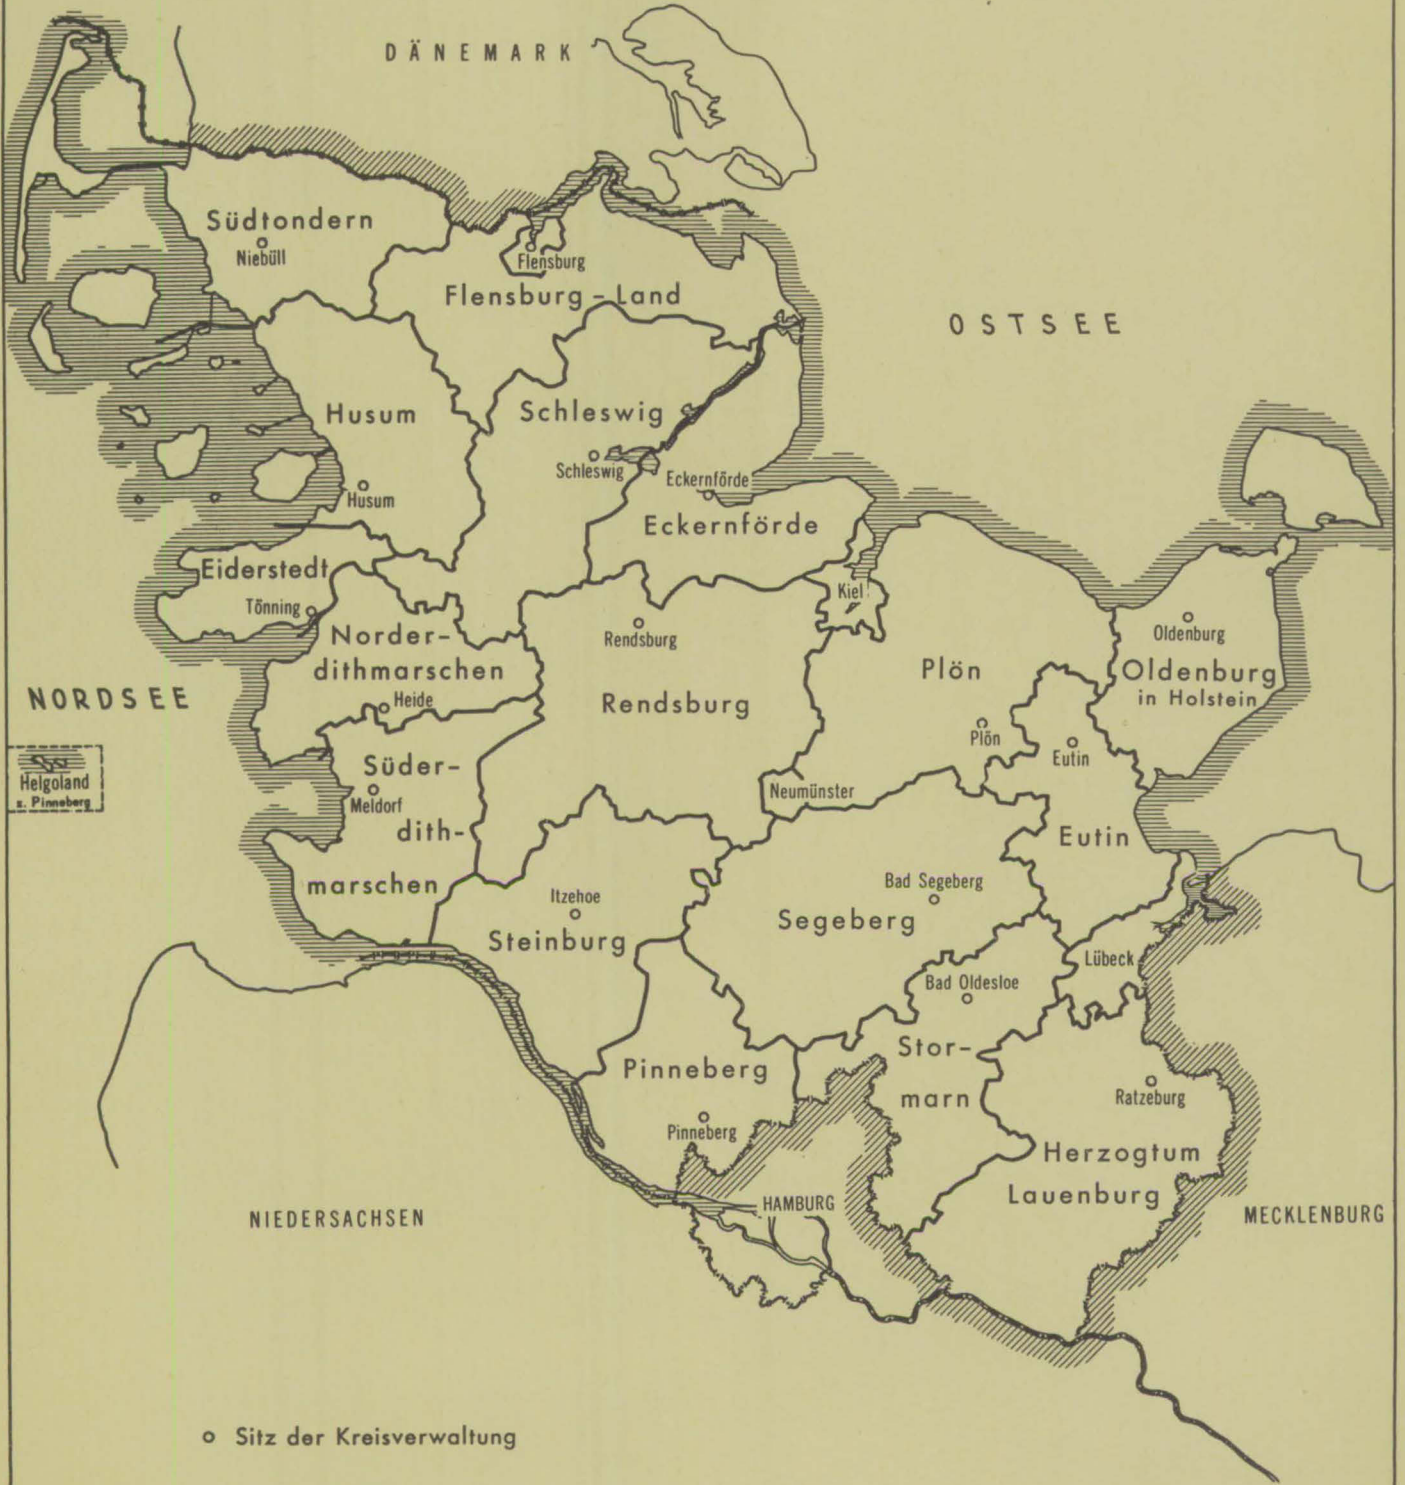 DÄNEMARK
Südtondern
Niebüll
Flensburg
Flensburg - Land
OSTSEE
Husum
Schleswig
Schleswig
Eckernförde
Husum
Eckernförde
Eiderstedt
Tönning
Kiel
Norder-
dithmarschen
Heide
Rendsburg
Rendsburg
Plön
Plön
Oldenburg
Oldenburg
in Holstein
NORDSEE
Helgoland
z. Pinneberg
Süder-
Meldorf
dith-
marschen
Neumünster
Eutin
Eutin
Itzehoe
Steinburg
Bad Segeberg
Segeberg
Lübeck
Bad Oldesloe
Stor-
marn
Pinneberg
Pinneberg
Ratzeburg
Herzogtum
Lauenburg
HAMBURG
NIEDERSACHSEN
MECKLENBURG
o Sitz der Kreisverwaltung